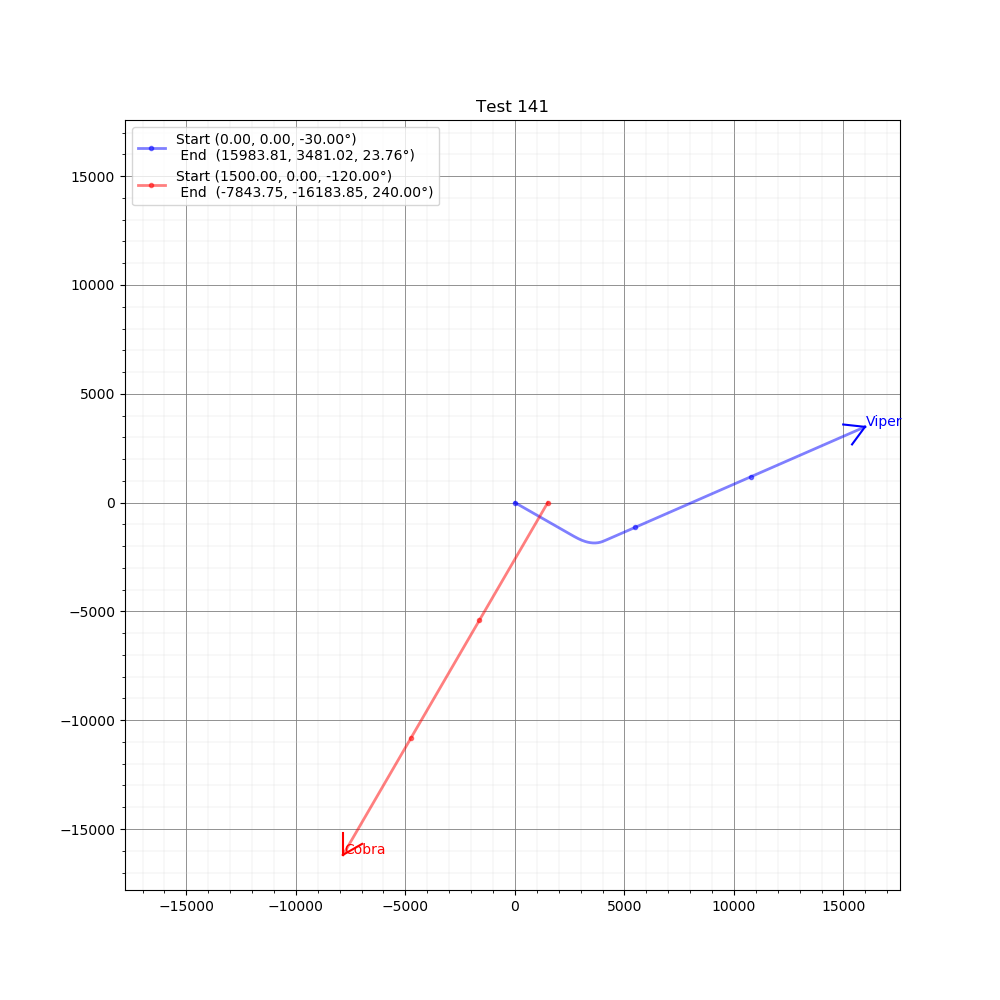 Test 141
Start (0.00, 0.00, -30.00°)
End (15983.81, 3481.02, 23.76°)
Start (1500.00, 0.00, -120.00°)
End (-7843.75, -16183.85, 240.00°)
15000
10000
5000
0
−5000
−10000
−15000
Viper
Cobra
−15000 −10000 −5000 0 5000 10000 15000